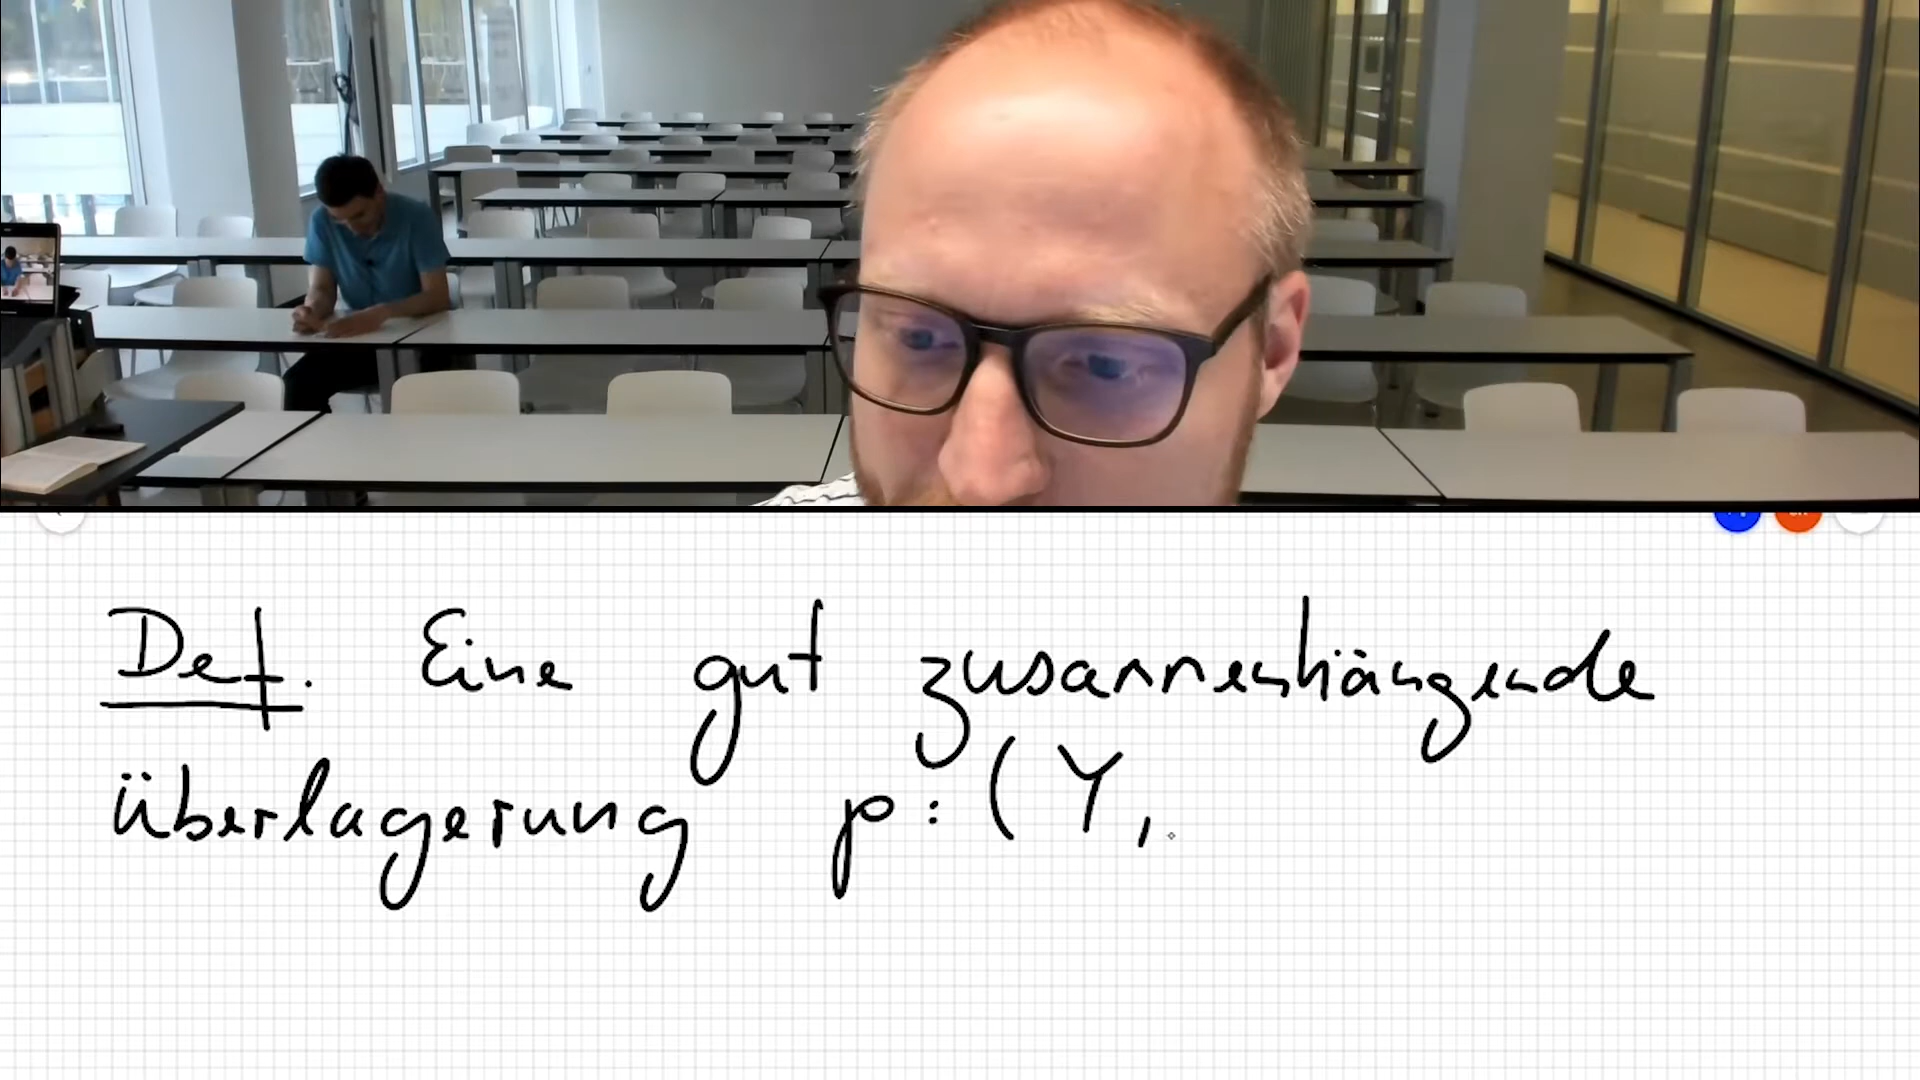 Def. Eine gut zusammenhängende
überlagerung p: (Y,